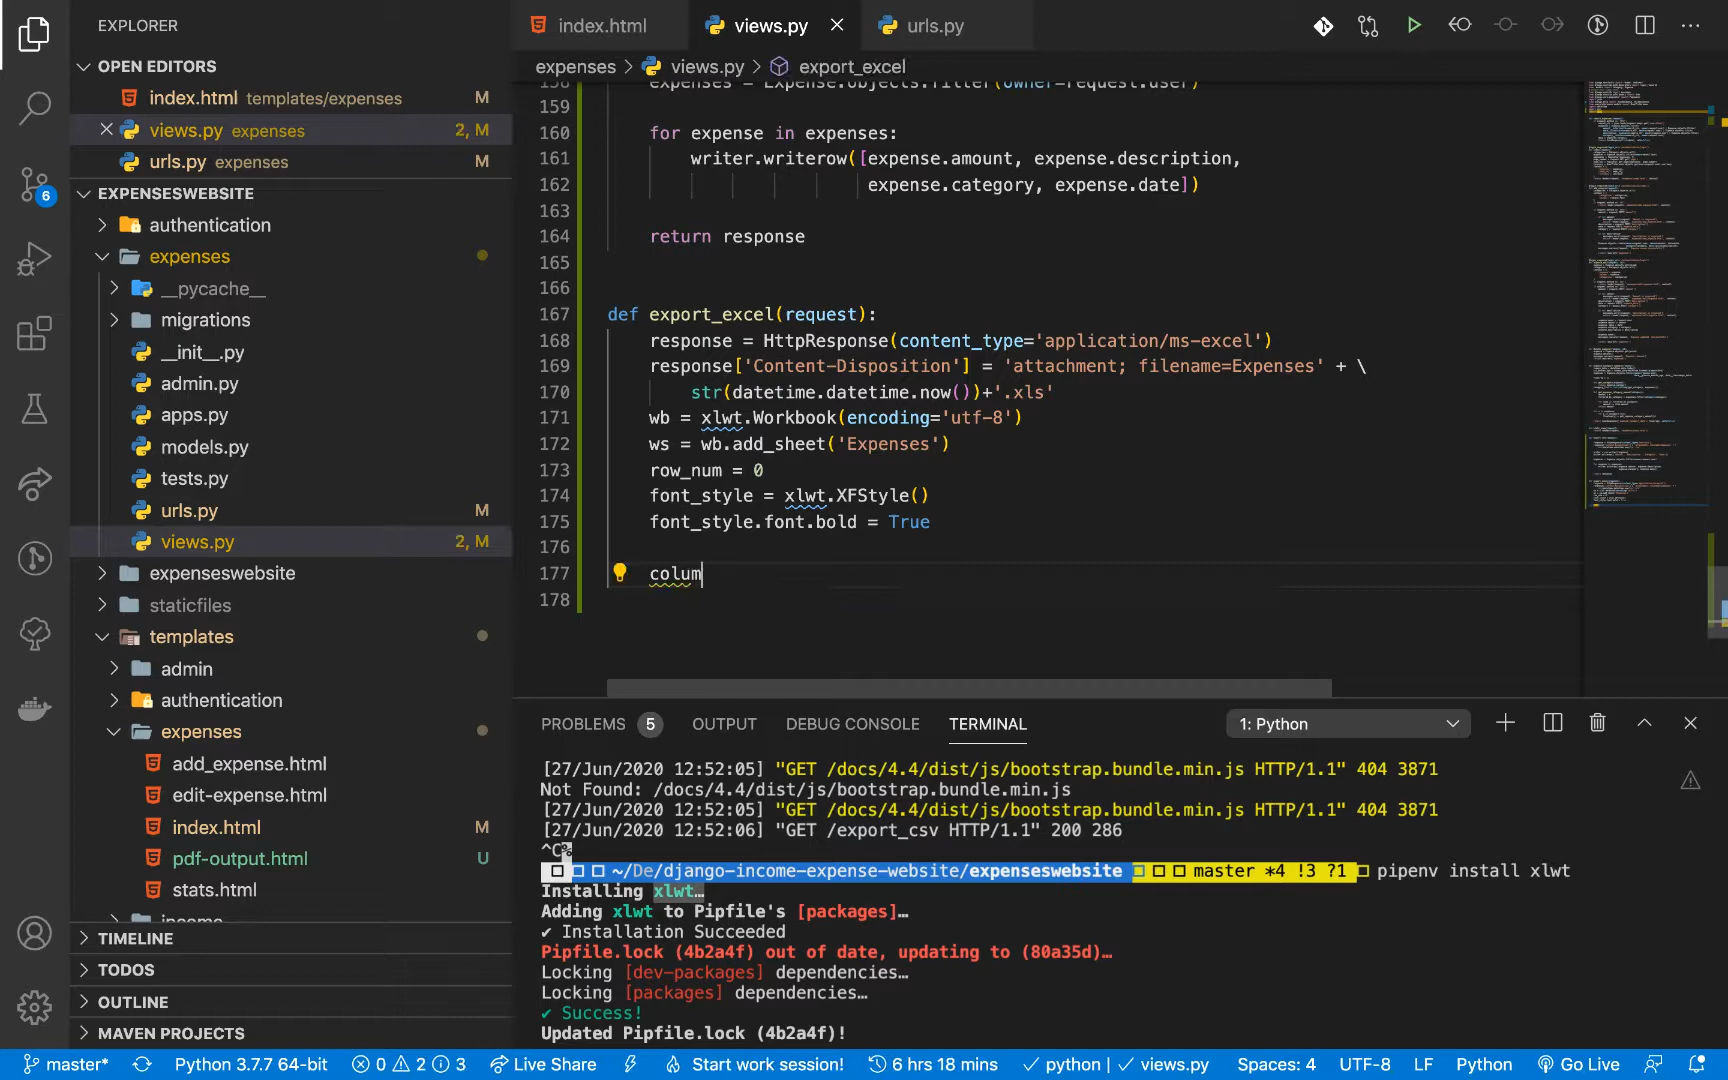 EXPLORER
OPEN EDITORS
index.html templates/expenses M
views.py expenses 2, M
urls.py expenses M
EXPENSESWEBSITE
authentication
expenses
__pycache__
migrations
__init__.py
admin.py
apps.py
models.py
tests.py
urls.py M
views.py 2, M
expenseswebsite
staticfiles
templates
admin
authentication
expenses
add_expense.html
edit-expense.html
index.html M
pdf-output.html U
stats.html
income
TIMELINE
TODOS
OUTLINE
MAVEN PROJECTS
6
index.html
views.py
urls.py
expenses > views.py > export_excel
158 expenses = Expense.objects.filter(owner=request.user)
159
160 for expense in expenses:
161 writer.writerow([expense.amount, expense.description,
162 expense.category, expense.date])
163
164 return response
165
166
167 def export_excel(request):
168 response = HttpResponse(content_type='application/ms-excel')
169 response['Content-Disposition'] = 'attachment; filename=Expenses' + \
170 str(datetime.datetime.now())+'.xls'
171 wb = xlwt.Workbook(encoding='utf-8')
172 ws = wb.add_sheet('Expenses')
173 row_num = 0
174 font_style = xlwt.XFStyle()
175 font_style.font.bold = True
176
177 colum
178
PROBLEMS 5 OUTPUT DEBUG CONSOLE TERMINAL 1: Python
[27/Jun/2020 12:52:05] "GET /docs/4.4/dist/js/bootstrap.bundle.min.js HTTP/1.1" 404 3871
Not Found: /docs/4.4/dist/js/bootstrap.bundle.min.js
[27/Jun/2020 12:52:05] "GET /docs/4.4/dist/js/bootstrap.bundle.min.js HTTP/1.1" 404 3871
[27/Jun/2020 12:52:06] "GET /export_csv HTTP/1.1" 200 286
^C%
~/De/django-income-expense-website/expenseswebsite master *4 !3 ?1 pipenv install xlwt
Installing xlwt…
Adding xlwt to Pipfile's [packages]…
✔ Installation Succeeded
Pipfile.lock (4b2a4f) out of date, updating to (80a35d)…
Locking [dev-packages] dependencies…
Locking [packages] dependencies…
✔ Success!
Updated Pipfile.lock (4b2a4f)!
master* Python 3.7.7 64-bit 0 2 3 Live Share Start work session! 6 hrs 18 mins python | views.py Spaces: 4 UTF-8 LF Python Go Live